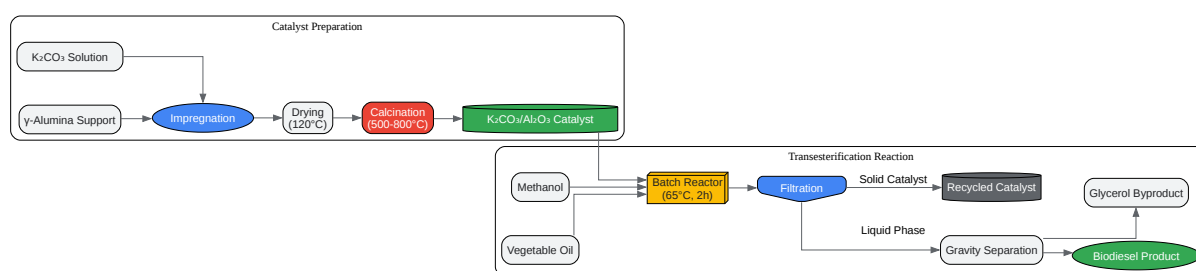 Catalyst Preparation
K₂CO₃ Solution
γ-Alumina Support
Impregnation
Drying
(120°C)
Calcination
(500-800°C)
K₂CO₃/Al₂O₃ Catalyst
Transesterification Reaction
Methanol
Vegetable Oil
Batch Reactor
(65°C, 2h)
Filtration
Solid Catalyst
Recycled Catalyst
Liquid Phase
Gravity Separation
Glycerol Byproduct
Biodiesel Product